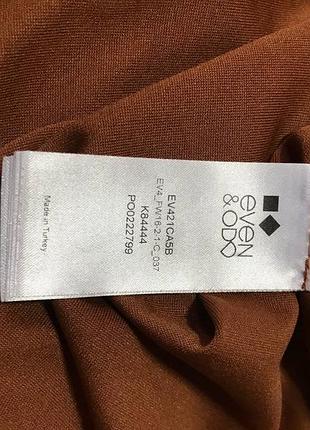 EVEN
&ODD
EV421CA5B
EV4_FW16-2-1-C_037
K84444
PO0222799
Made in Turkey